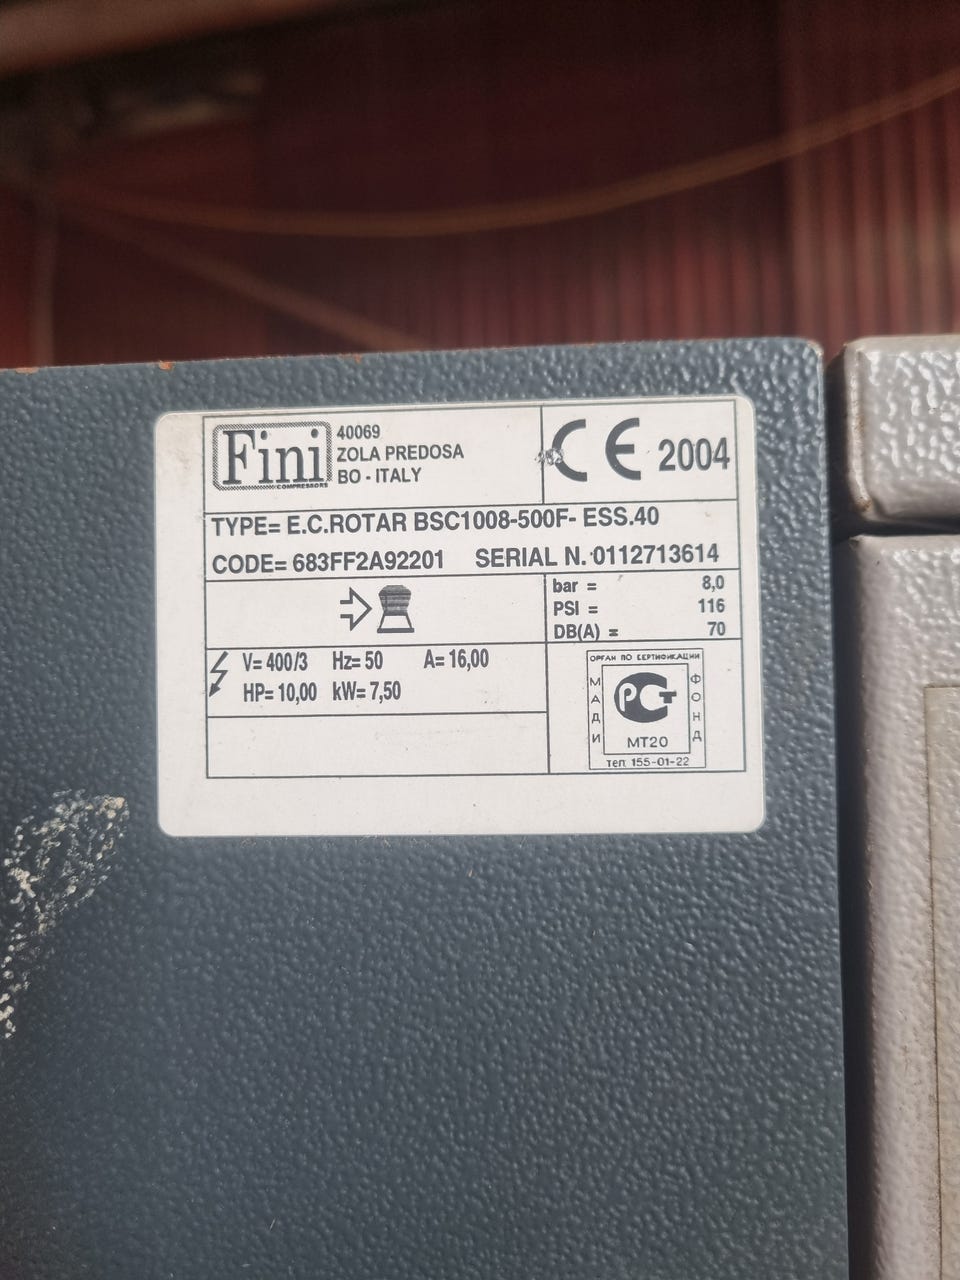 Fini
COMPRESSORS
40069
ZOLA PREDOSA
BO - ITALY
CE 2004
TYPE= E.C.ROTAR BSC1008-500F- ESS.40
CODE= 683FF2A92201 SERIAL N. 0112713614
bar = 8,0
PSI = 116
DB(A) = 70
V= 400/3 Hz= 50 A= 16,00
HP= 10,00 kW= 7,50
ОРГАН ПО СЕРТИФИКАЦИИ
МАДИ
ФОНД
РСТ
МТ20
тел. 155-01-22